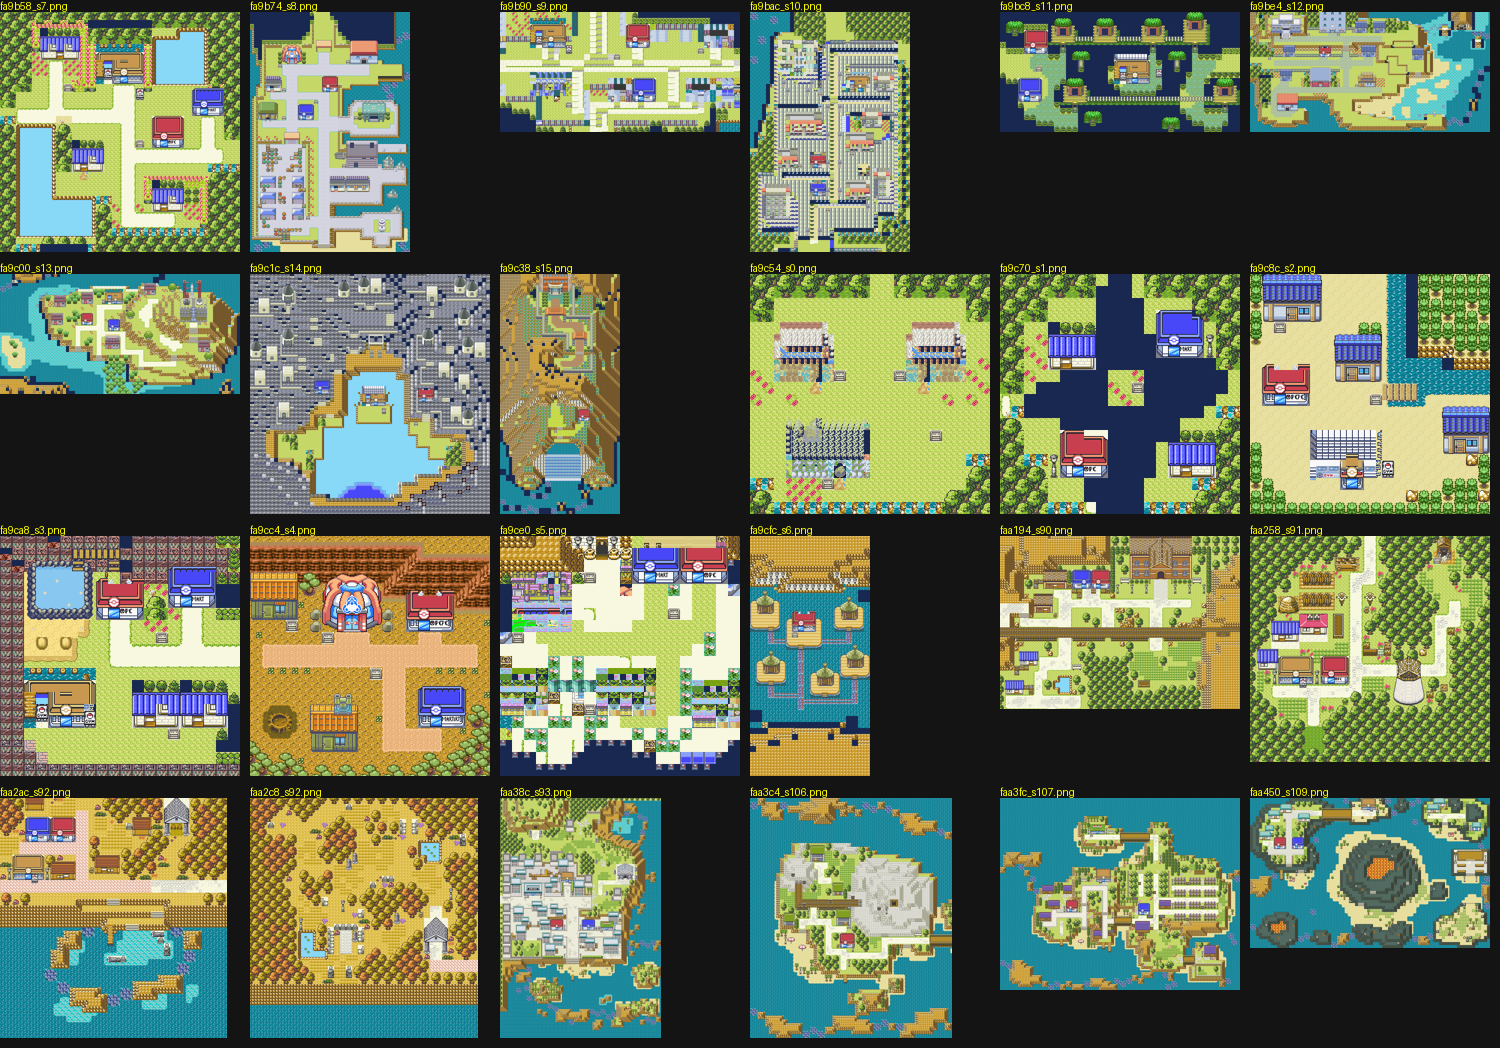 fa9b58_s7.png
fa9b74_s8.png
fa9b90_s9.png
fa9bac_s10.png
fa9bc8_s11.png
fa9be4_s12.png
fa9c00_s13.png
fa9c1c_s14.png
fa9c38_s15.png
fa9c54_s0.png
fa9c70_s1.png
fa9c8c_s2.png
fa9ca8_s3.png
fa9cc4_s4.png
fa9ce0_s5.png
fa9cfc_s6.png
faa194_s90.png
faa258_s91.png
faa2ac_s92.png
faa2c8_s92.png
faa38c_s93.png
faa3c4_s106.png
faa3fc_s107.png
faa450_s109.png